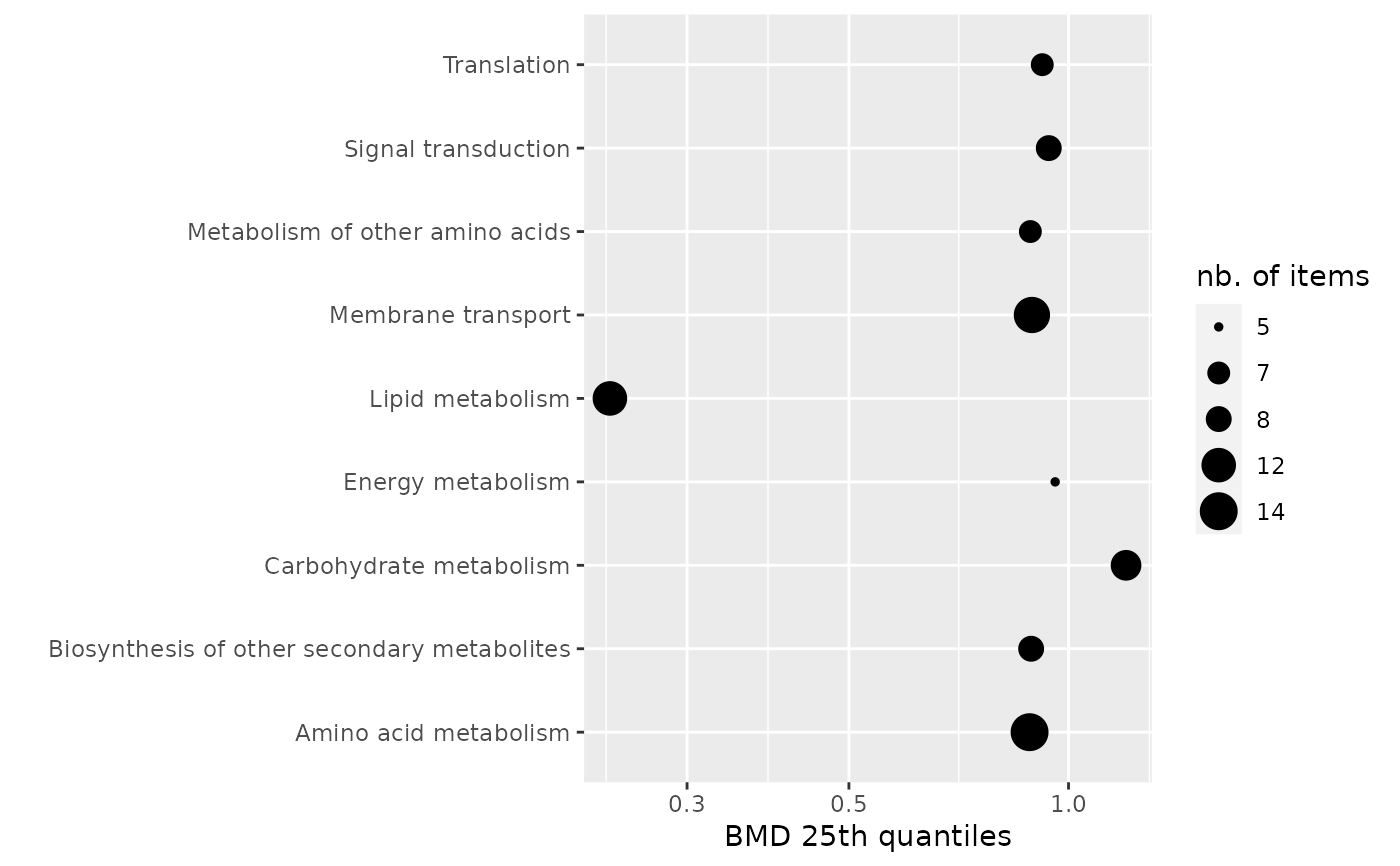 Translation
Signal transduction
Metabolism of other amino acids
Membrane transport
Lipid metabolism
Energy metabolism
Carbohydrate metabolism
Biosynthesis of other secondary metabolites
Amino acid metabolism
0.3
0.5
1.0
BMD 25th quantiles
nb. of items
5
7
8
12
14